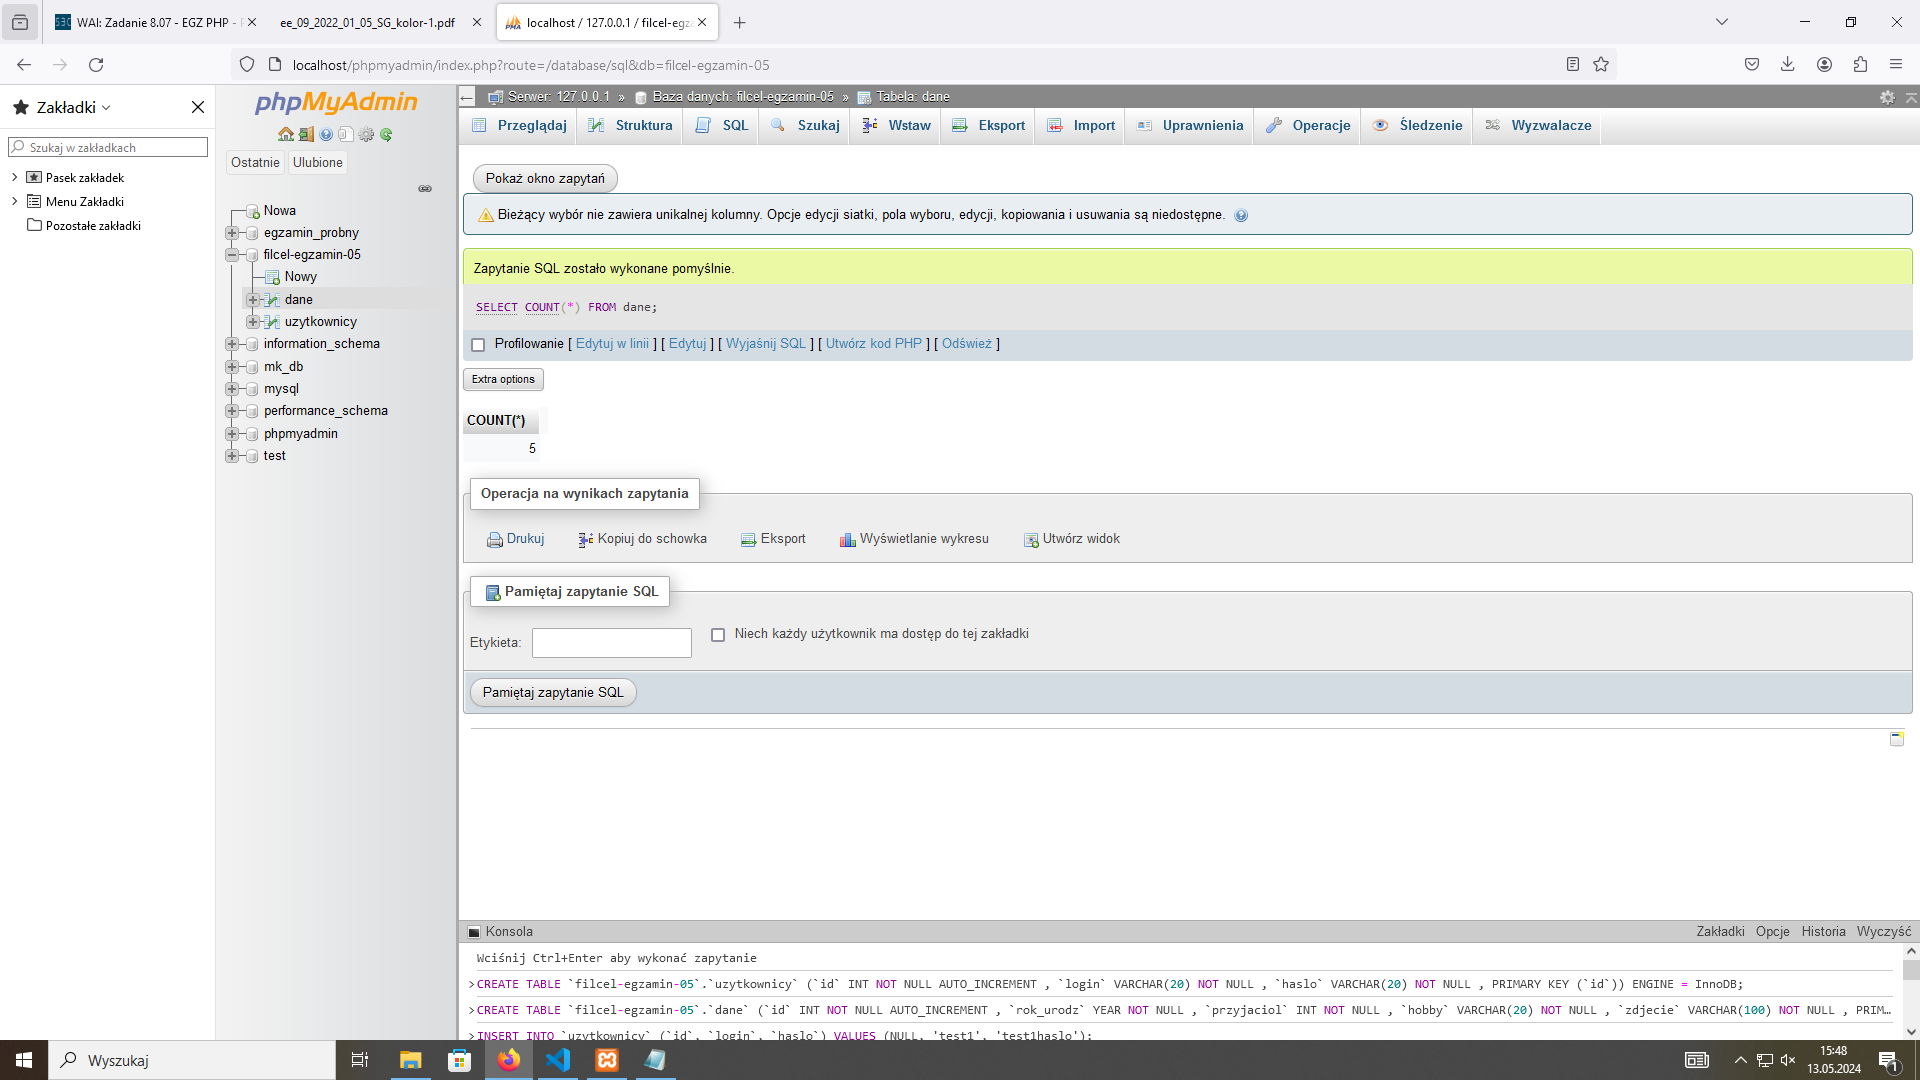 WAI: Zadanie 8.07 - EGZ PHP -
ee_09_2022_01_05_SG_kolor-1.pdf
localhost / 127.0.0.1 / filcel-egz
localhost/phpmyadmin/index.php?route=/database/sql&db=filcel-egzamin-05
Zakładki
Szukaj w zakładkach
Pasek zakładek
Menu Zakładki
Pozostałe zakładki
phpMyAdmin
Ostatnie
Ulubione
Nowa
egzamin_probny
filcel-egzamin-05
Nowy
dane
uzytkownicy
information_schema
mk_db
mysql
performance_schema
phpmyadmin
test
Serwer: 127.0.0.1 » Baza danych: filcel-egzamin-05 » Tabela: dane
Przeglądaj Struktura SQL Szukaj Wstaw Eksport Import Uprawnienia Operacje Śledzenie Wyzwalacze
Pokaż okno zapytań
Bieżący wybór nie zawiera unikalnej kolumny. Opcje edycji siatki, pola wyboru, edycji, kopiowania i usuwania są niedostępne.
Zapytanie SQL zostało wykonane pomyślnie.
SELECT COUNT(*) FROM dane;
Profilowanie [ Edytuj w linii ] [ Edytuj ] [ Wyjaśnij SQL ] [ Utwórz kod PHP ] [ Odśwież ]
Extra options
COUNT(*)
5
Operacja na wynikach zapytania
Drukuj Kopiuj do schowka Eksport Wyświetlanie wykresu Utwórz widok
Pamiętaj zapytanie SQL
Etykieta:
Niech każdy użytkownik ma dostęp do tej zakładki
Pamiętaj zapytanie SQL
Konsola
Zakładki Opcje Historia Wyczyść
Wciśnij Ctrl+Enter aby wykonać zapytanie
>CREATE TABLE `filcel-egzamin-05`.`uzytkownicy` (`id` INT NOT NULL AUTO_INCREMENT , `login` VARCHAR(20) NOT NULL , `haslo` VARCHAR(20) NOT NULL , PRIMARY KEY (`id`)) ENGINE = InnoDB;
>CREATE TABLE `filcel-egzamin-05`.`dane` (`id` INT NOT NULL AUTO_INCREMENT , `rok_urodz` YEAR NOT NULL , `przyjaciol` INT NOT NULL , `hobby` VARCHAR(20) NOT NULL , `zdjecie` VARCHAR(100) NOT NULL , PRIM…
>INSERT INTO `uzytkownicy` (`id`, `login`, `haslo`) VALUES (NULL, 'test1', 'test1haslo');
Wyszukaj
15:48
13.05.2024
1